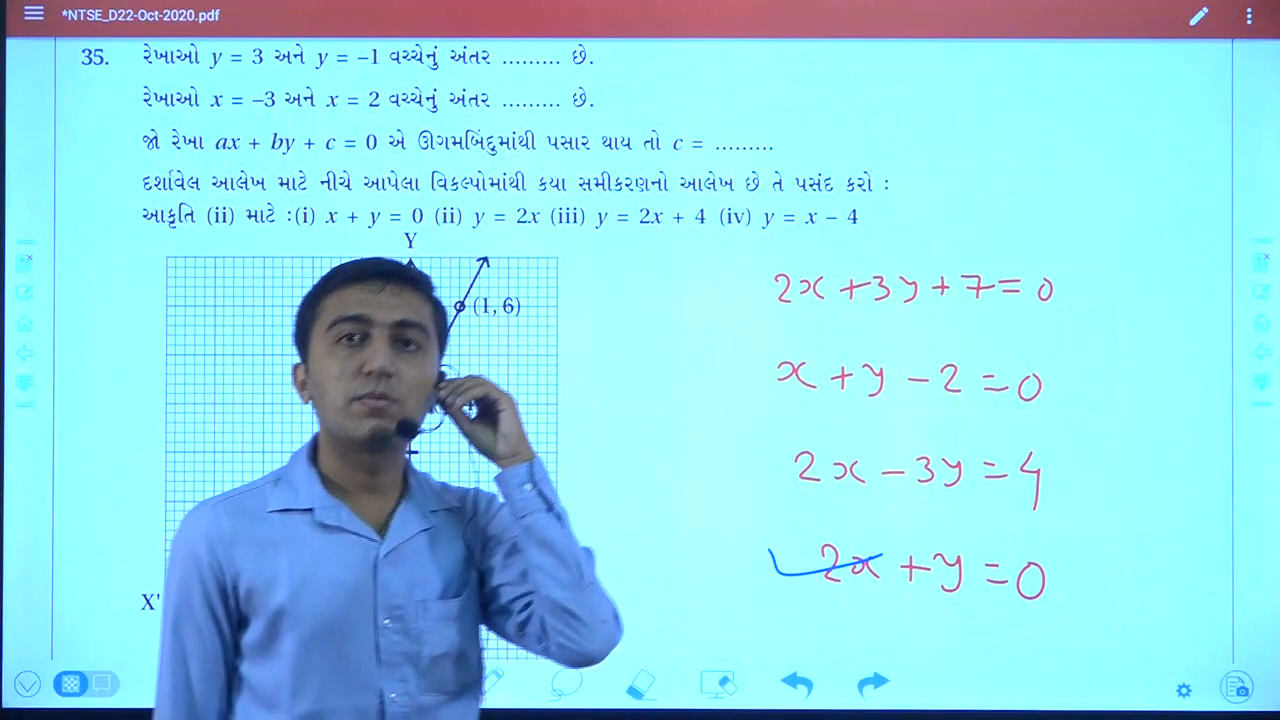 *NTSE_D22-Oct-2020.pdf
35. રેખાઓ y = 3 અને y = –1 વચ્ચેનું અંતર ......... છે.
રેખાઓ x = –3 અને x = 2 વચ્ચેનું અંતર ......... છે.
જો રેખા ax + by + c = 0 એ ઊગમબિંદુમાંથી પસાર થાય તો c = .........
દર્શાવેલ આલેખ માટે નીચે આપેલા વિકલ્પોમાંથી કયા સમીકરણનો આલેખ છે તે પસંદ કરો :
આકૃતિ (ii) માટે :(i) x + y = 0 (ii) y = 2x (iii) y = 2x + 4 (iv) y = x – 4
Y
(1, 6)
X'
2x + 3y + 7 = 0
x + y - 2 = 0
2x - 3y = 4
2x + y = 0